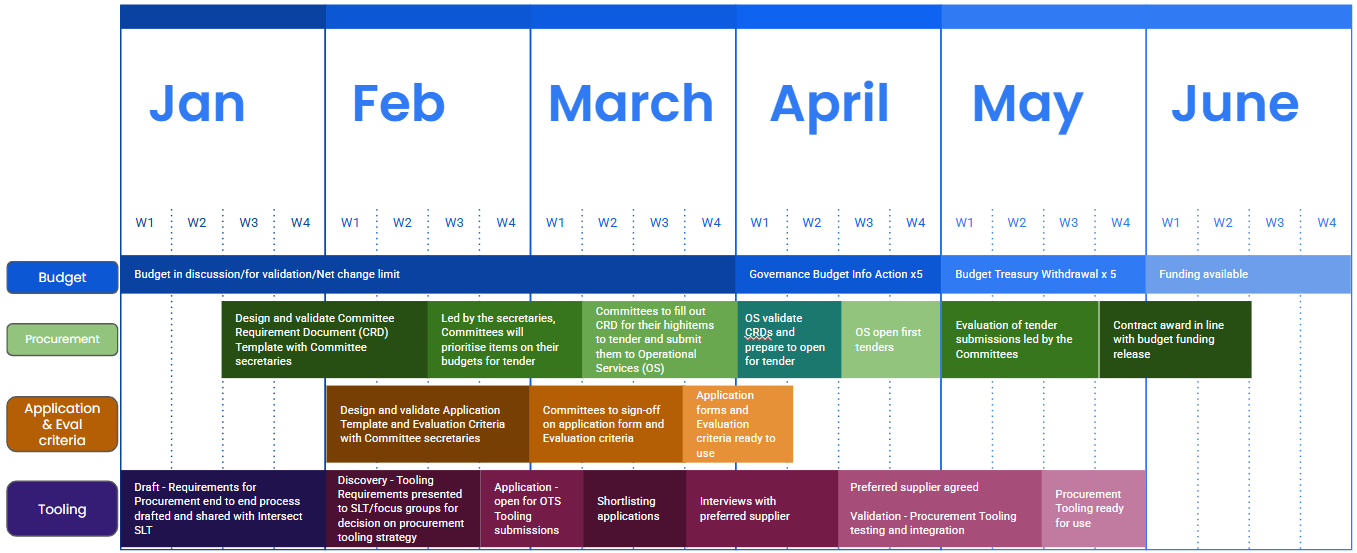 Jan
Feb
March
April
May
June
W1 W2 W3 W4 W1 W2 W3 W4 W1 W2 W3 W4 W1 W2 W3 W4 W1 W2 W3 W4 W1 W2 W3 W4
Budget
Budget in discussion/for validation/Net change limit
Governance Budget Info Action x5
Budget Treasury Withdrawal x 5
Funding available
Procurement
Design and validate Committee
Requirement Document (CRD)
Template with Committee
secretaries
Led by the secretaries,
Committees will
prioritise items on their
budgets for tender
Committees to fill out
CRD for their highitems
to tender and submit
them to Operational
Services (OS)
OS validate
CRDs and
prepare to open
for tender
OS open first
tenders
Evaluation of tender
submissions led by the
Committees
Contract award in line
with budget funding
release
Application
& Eval
criteria
Design and validate Application
Template and Evaluation Criteria
with Committee secretaries
Committees to sign-off
on application form and
Evaluation criteria
Application
forms and
Evaluation
criteria ready to
use
Tooling
Draft - Requirements for
Procurement end to end process
drafted and shared with Intersect
SLT
Discovery - Tooling
Requirements presented
to SLT/focus groups for
decision on procurement
tooling strategy
Application -
open for OTS
Tooling
submissions
Shortlisting
applications
Interviews with
preferred supplier
Preferred supplier agreed
Validation - Procurement Tooling
testing and integration
Procurement
Tooling ready
for use